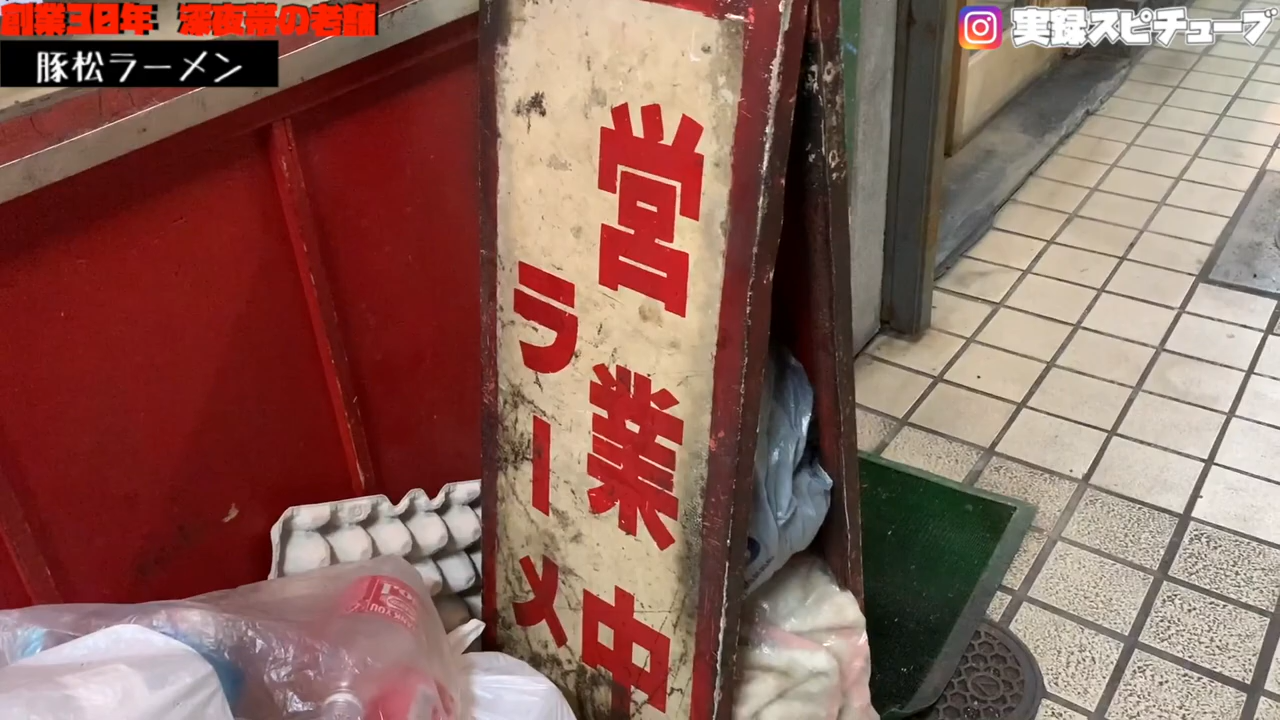 創業30年 深夜帯の老舗
豚松ラーメン
実録スピチューブ
営業中
ラーメ